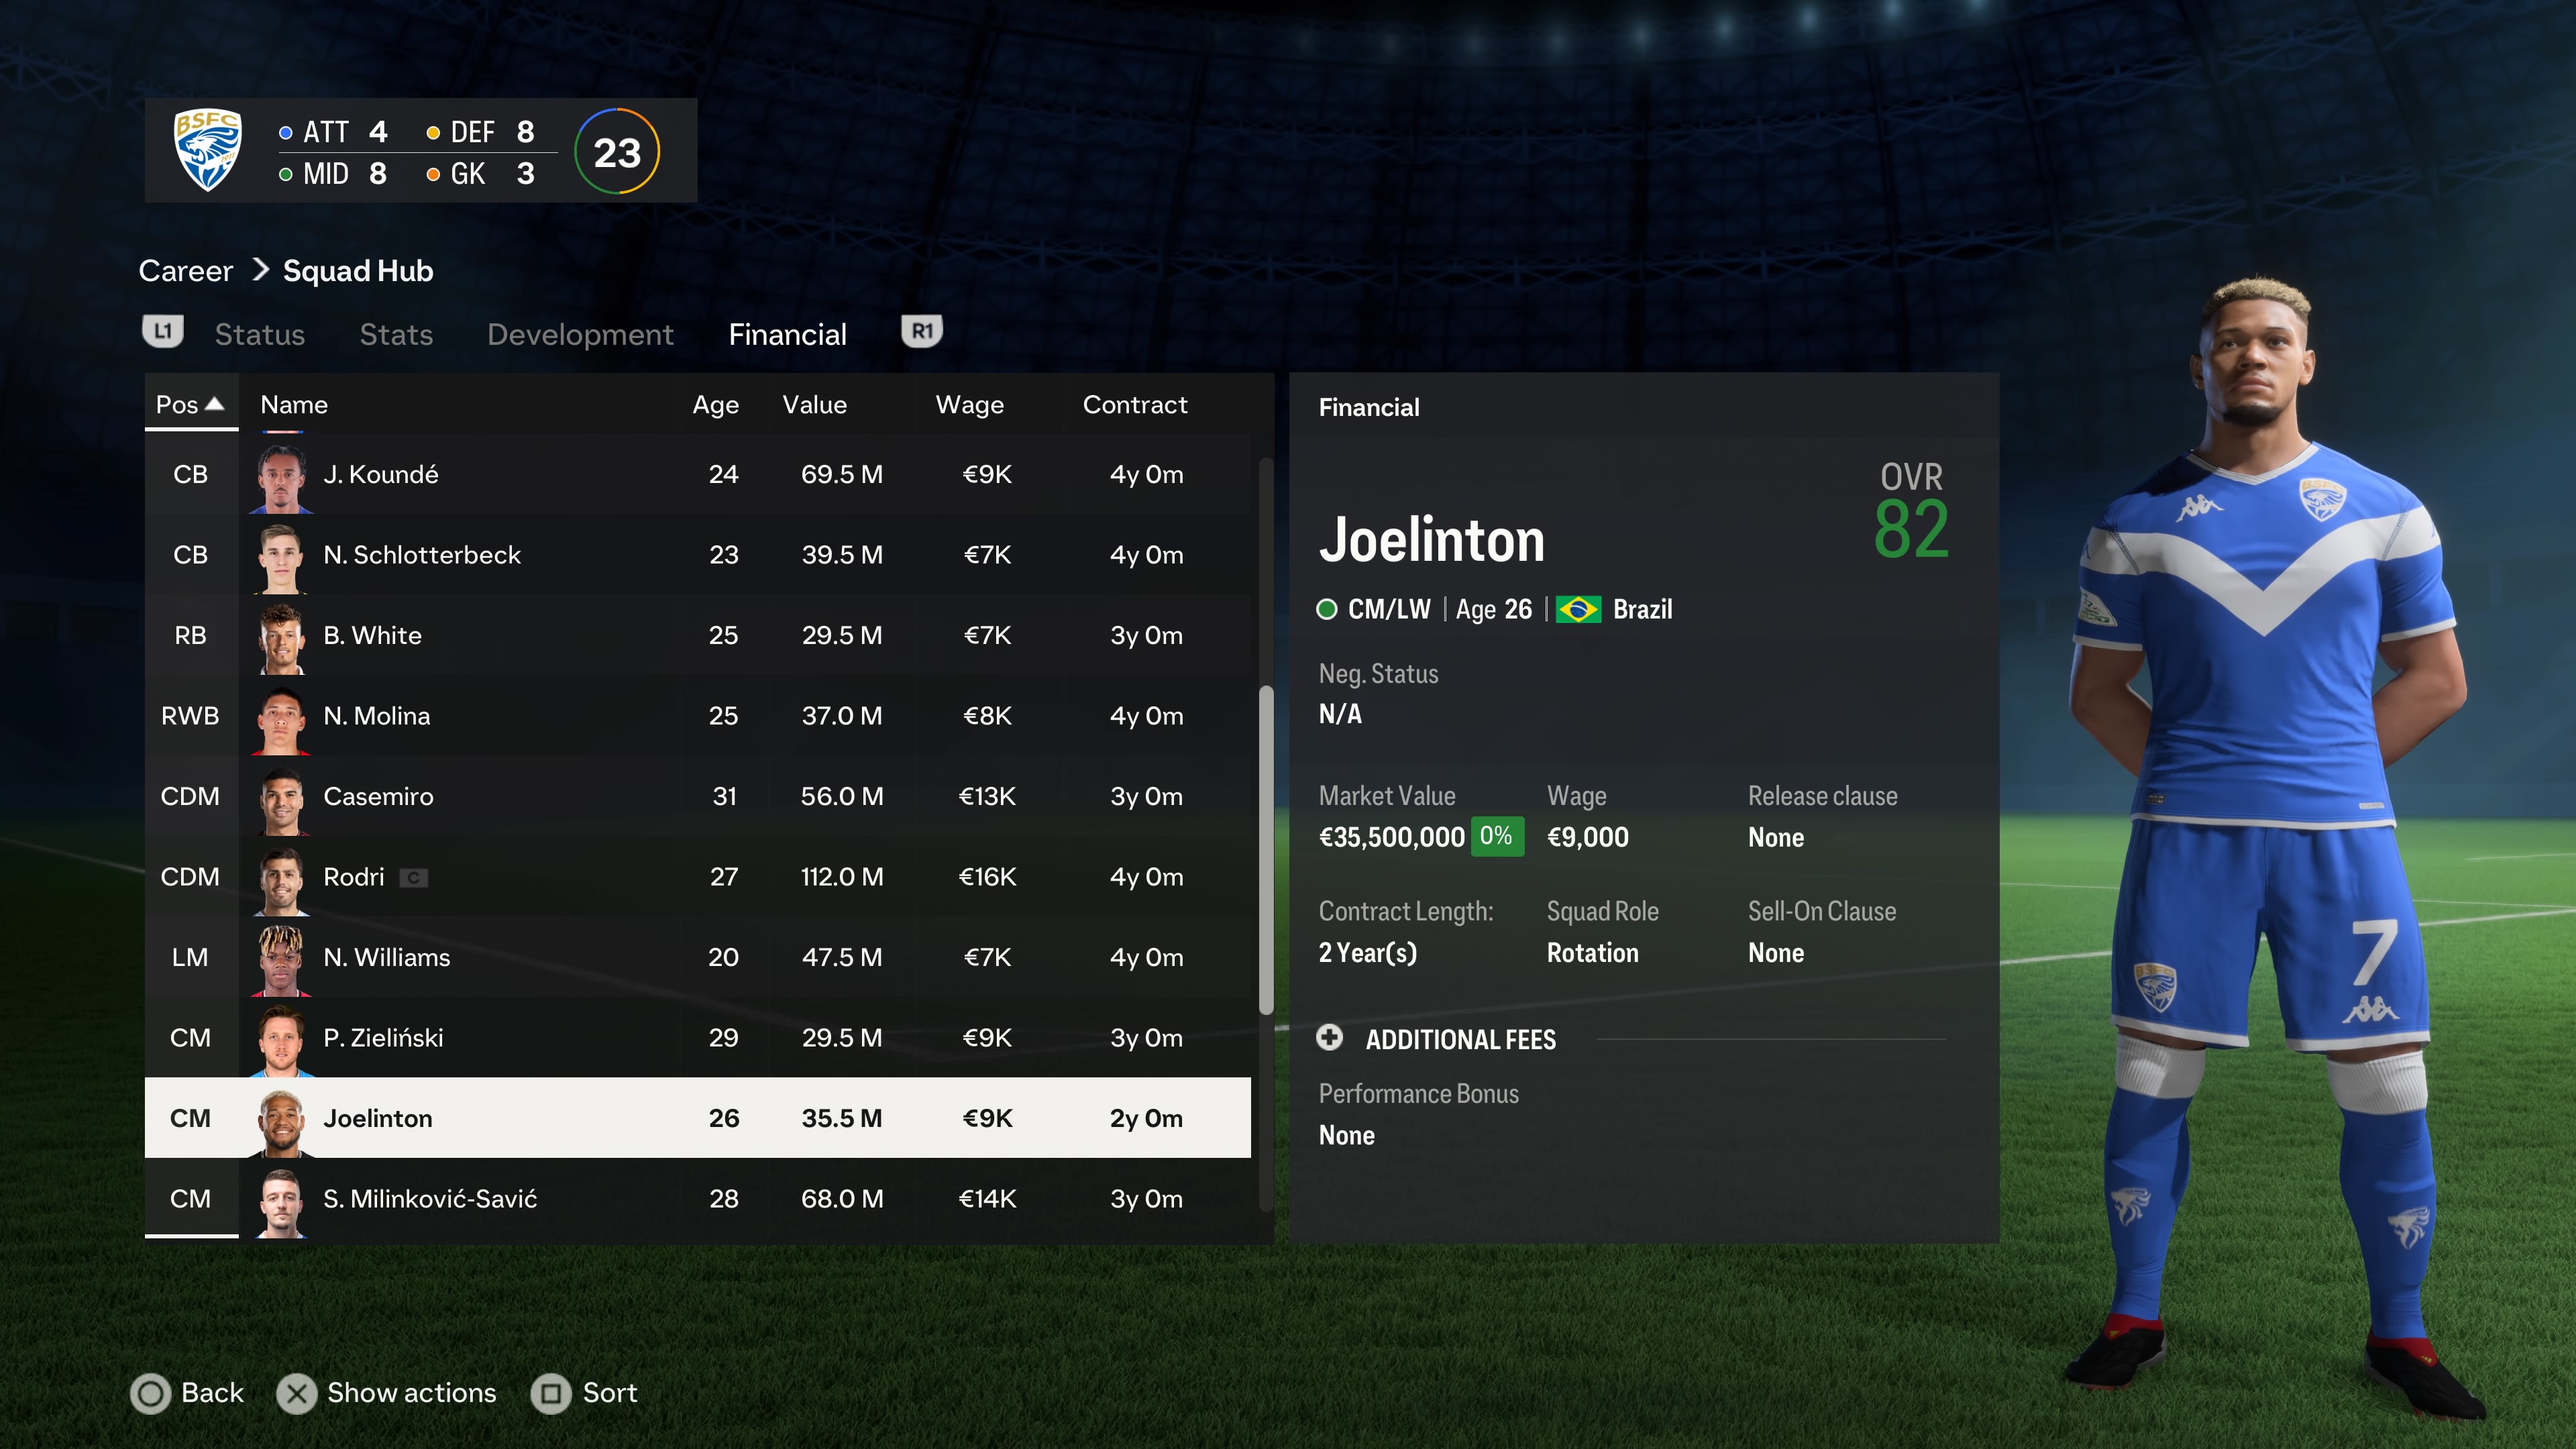 BSFC
ATT 4 DEF 8
MID 8 GK 3
23
Career > Squad Hub
L1 Status Stats Development Financial R1
Pos Name Age Value Wage Contract
CB J. Koundé 24 69.5 M €9K 4y 0m
CB N. Schlotterbeck 23 39.5 M €7K 4y 0m
RB B. White 25 29.5 M €7K 3y 0m
RWB N. Molina 25 37.0 M €8K 4y 0m
CDM Casemiro 31 56.0 M €13K 3y 0m
CDM Rodri C 27 112.0 M €16K 4y 0m
LM N. Williams 20 47.5 M €7K 4y 0m
CM P. Zieliński 29 29.5 M €9K 3y 0m
CM Joelinton 26 35.5 M €9K 2y 0m
CM S. Milinković-Savić 28 68.0 M €14K 3y 0m
Financial
OVR
82
Joelinton
CM/LW | Age 26 | Brazil
Neg. Status
N/A
Market Value Wage Release clause
€35,500,000 0% €9,000 None
Contract Length: Squad Role Sell-On Clause
2 Year(s) Rotation None
ADDITIONAL FEES
Performance Bonus
None
BSFC
BSFC
7
Back Show actions Sort